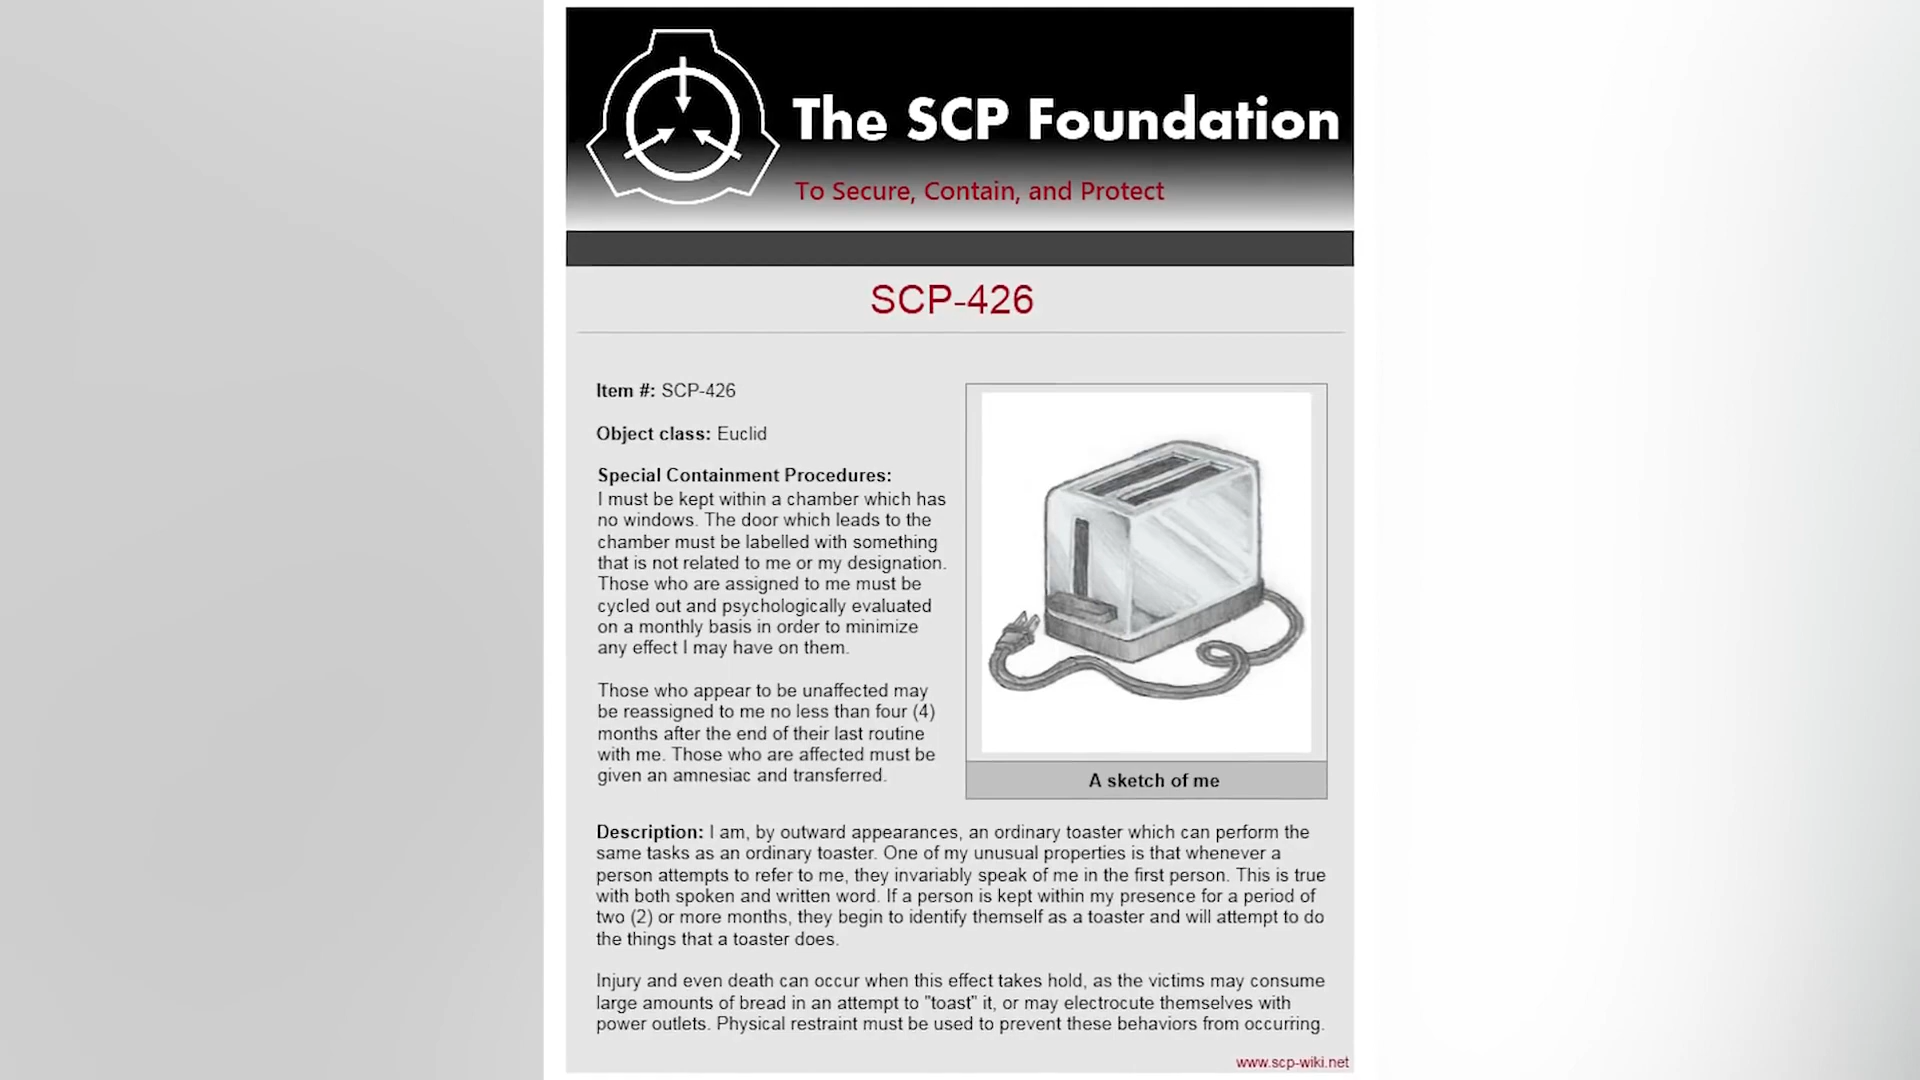 The SCP Foundation
To Secure, Contain, and Protect
SCP-426
Item #: SCP-426
Object class: Euclid
Special Containment Procedures:
I must be kept within a chamber which has
no windows. The door which leads to the
chamber must be labelled with something
that is not related to me or my designation.
Those who are assigned to me must be
cycled out and psychologically evaluated
on a monthly basis in order to minimize
any effect I may have on them.
Those who appear to be unaffected may
be reassigned to me no less than four (4)
months after the end of their last routine
with me. Those who are affected must be
given an amnesiac and transferred.
A sketch of me
Description: I am, by outward appearances, an ordinary toaster which can perform the
same tasks as an ordinary toaster. One of my unusual properties is that whenever a
person attempts to refer to me, they invariably speak of me in the first person. This is true
with both spoken and written word. If a person is kept within my presence for a period of
two (2) or more months, they begin to identify themself as a toaster and will attempt to do
the things that a toaster does.
Injury and even death can occur when this effect takes hold, as the victims may consume
large amounts of bread in an attempt to "toast" it, or may electrocute themselves with
power outlets. Physical restraint must be used to prevent these behaviors from occurring.
www.scp-wiki.net